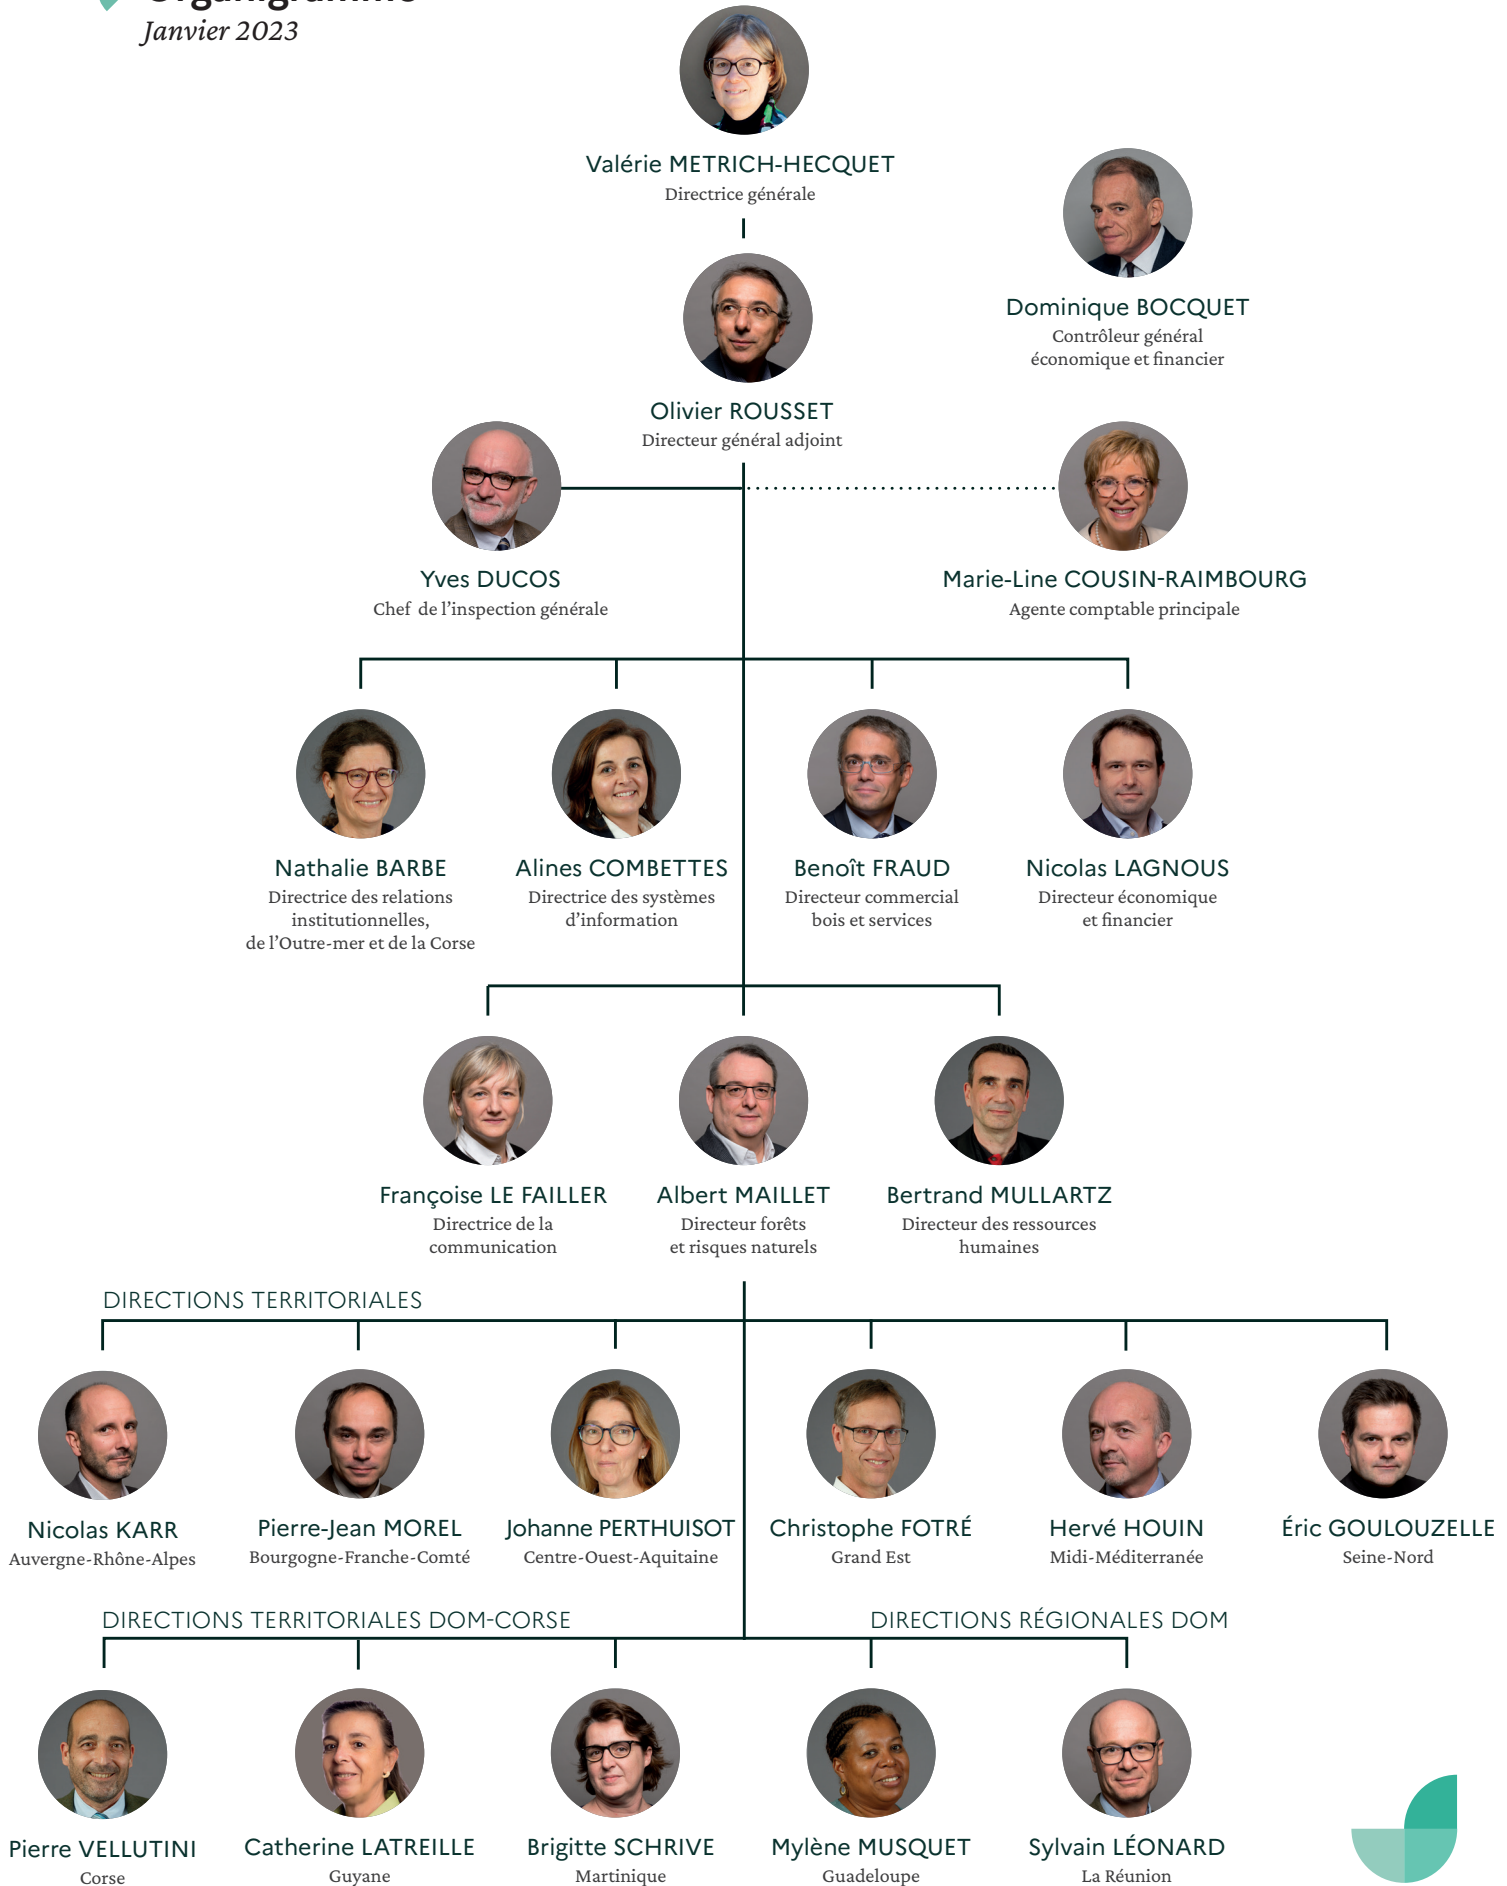 Organigramme
Janvier 2023
Valérie METRICH-HECQUET
Directrice générale
Dominique BOCQUET
Contrôleur général
économique et financier
Olivier ROUSSET
Directeur général adjoint
Yves DUCOS
Chef de l'inspection générale
Marie-Line COUSIN-RAIMBOURG
Agente comptable principale
Nathalie BARBE
Directrice des relations
institutionnelles,
de l'Outre-mer et de la Corse
Alines COMBETTES
Directrice des systèmes
d'information
Benoît FRAUD
Directeur commercial
bois et services
Nicolas LAGNOUS
Directeur économique
et financier
Françoise LE FAILLER
Directrice de la
communication
Albert MAILLET
Directeur forêts
et risques naturels
Bertrand MULLARTZ
Directeur des ressources
humaines
DIRECTIONS TERRITORIALES
Nicolas KARR
Auvergne-Rhône-Alpes
Pierre-Jean MOREL
Bourgogne-Franche-Comté
Johanne PERTHUISOT
Centre-Ouest-Aquitaine
Christophe FOTRÉ
Grand Est
Hervé HOUIN
Midi-Méditerranée
Éric GOULOUZELLE
Seine-Nord
DIRECTIONS TERRITORIALES DOM-CORSE
DIRECTIONS RÉGIONALES DOM
Pierre VELLUTINI
Corse
Catherine LATREILLE
Guyane
Brigitte SCHRIVE
Martinique
Mylène MUSQUET
Guadeloupe
Sylvain LÉONARD
La Réunion